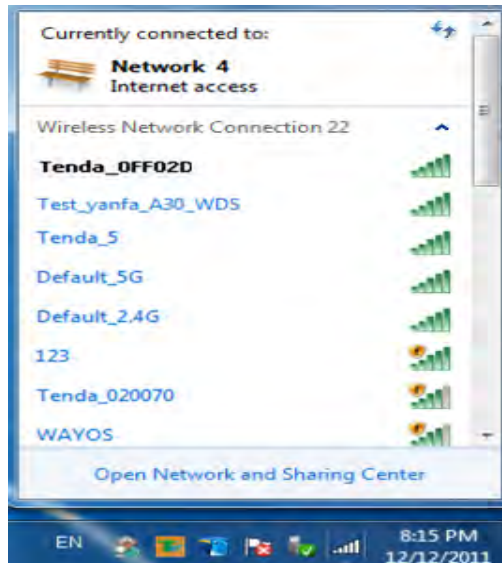 Currently connected to:
Network 4
Internet access
Wireless Network Connection 22
Tenda_0FF02D
Test_yanfa_A30_WDS
Tenda_5
Default_5G
Default_2.4G
123
Tenda_020070
WAYOS
Open Network and Sharing Center
EN
8:15 PM
12/12/2011